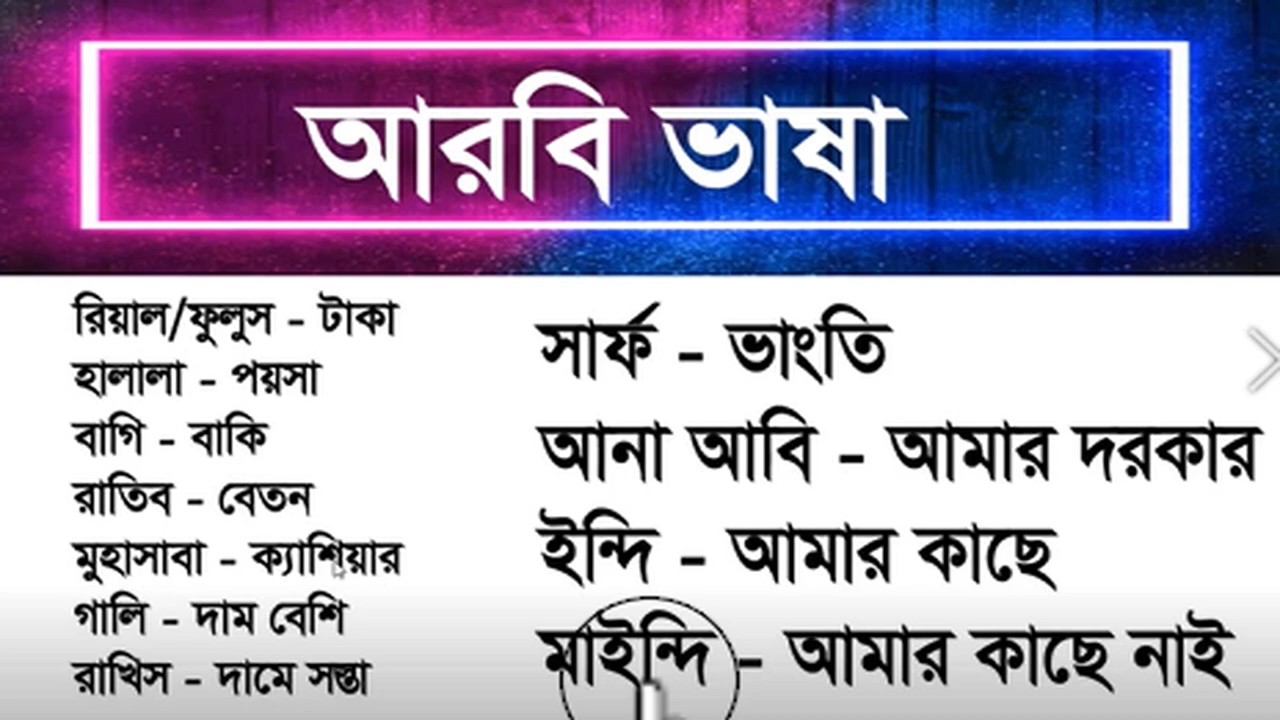 আরবি ভাষা
রিয়াল/ফুলুস - টাকা
হালালা - পয়সা
বাগি - বাকি
রাতিব - বেতন
মুহাসাবা - ক্যাশিয়ার
গালি - দাম বেশি
রাখিস - দামে সস্তা
সার্ফ - ভাংতি
আনা আবি - আমার দরকার
ইন্দি - আমার কাছে
মাইন্দি - আমার কাছে নাই